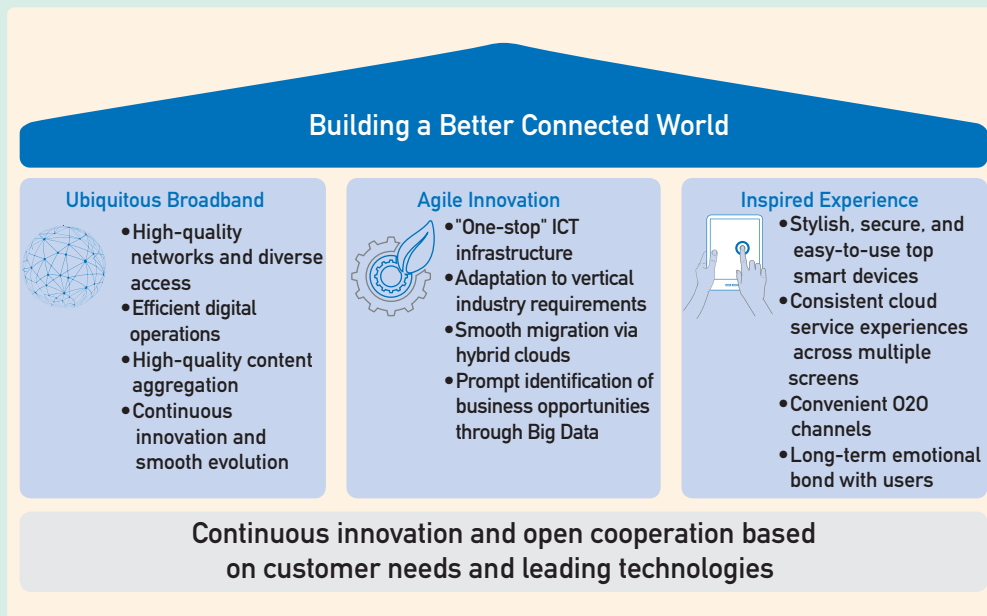 Building a Better Connected World
Ubiquitous Broadband
•High-quality
networks and diverse
access
•Efficient digital
operations
•High-quality content
aggregation
•Continuous
innovation and
smooth evolution
Agile Innovation
•"One-stop" ICT
infrastructure
•Adaptation to vertical
industry requirements
•Smooth migration via
hybrid clouds
•Prompt identification of
business opportunities
through Big Data
Inspired Experience
•Stylish, secure, and
easy-to-use top
smart devices
•Consistent cloud
service experiences
across multiple
screens
•Convenient O2O
channels
•Long-term emotional
bond with users
Continuous innovation and open cooperation based
on customer needs and leading technologies